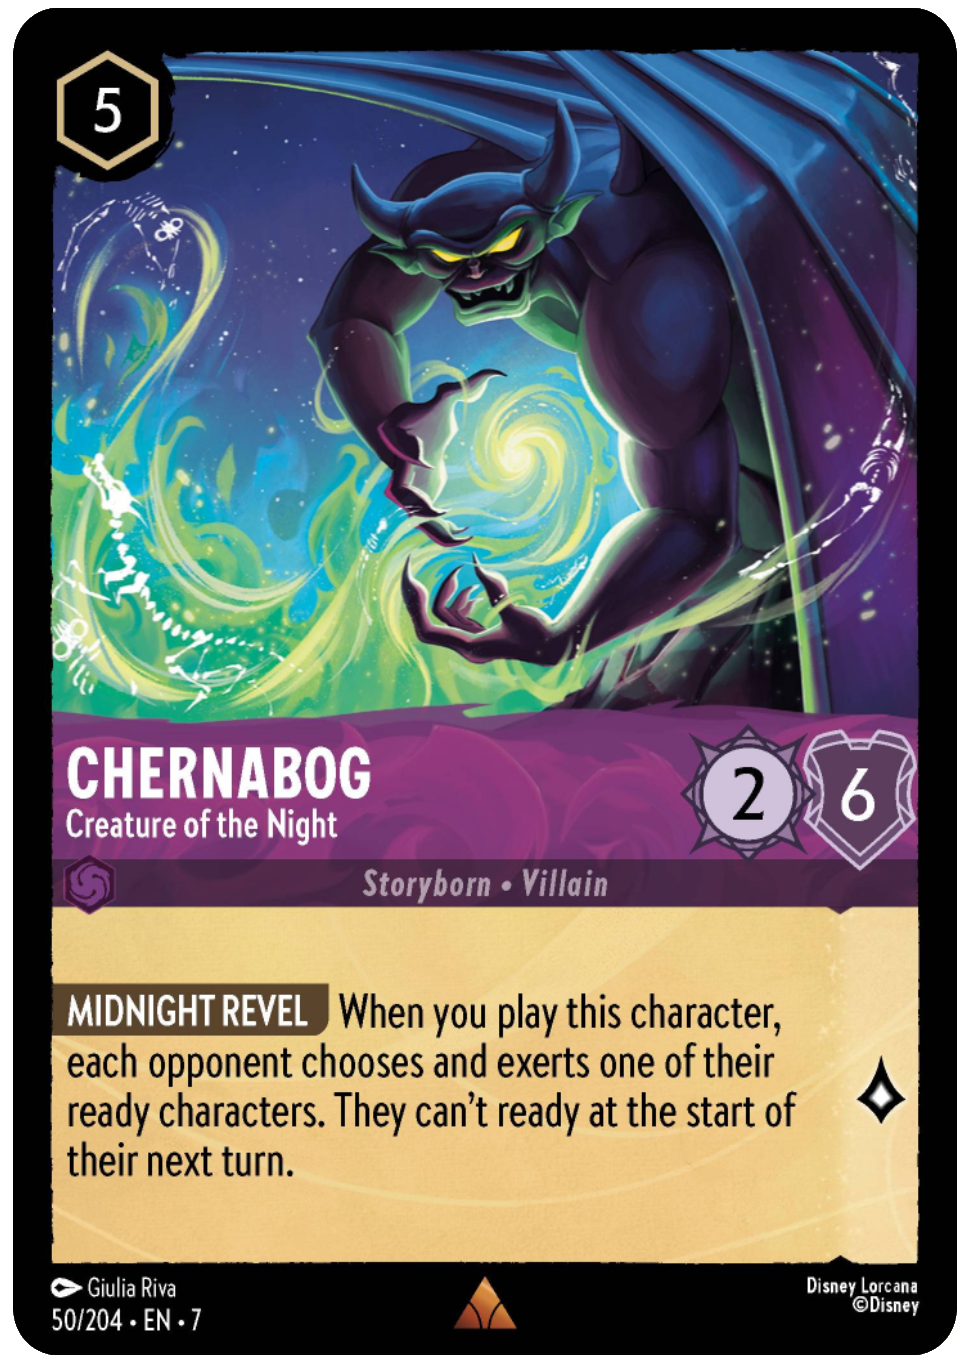 5
CHERNABOG
Creature of the Night
2
6
Storyborn • Villain
MIDNIGHT REVEL When you play this character,
each opponent chooses and exerts one of their
ready characters. They can't ready at the start of
their next turn.
Giulia Riva
50/204 • EN • 7
Disney Lorcana
©Disney